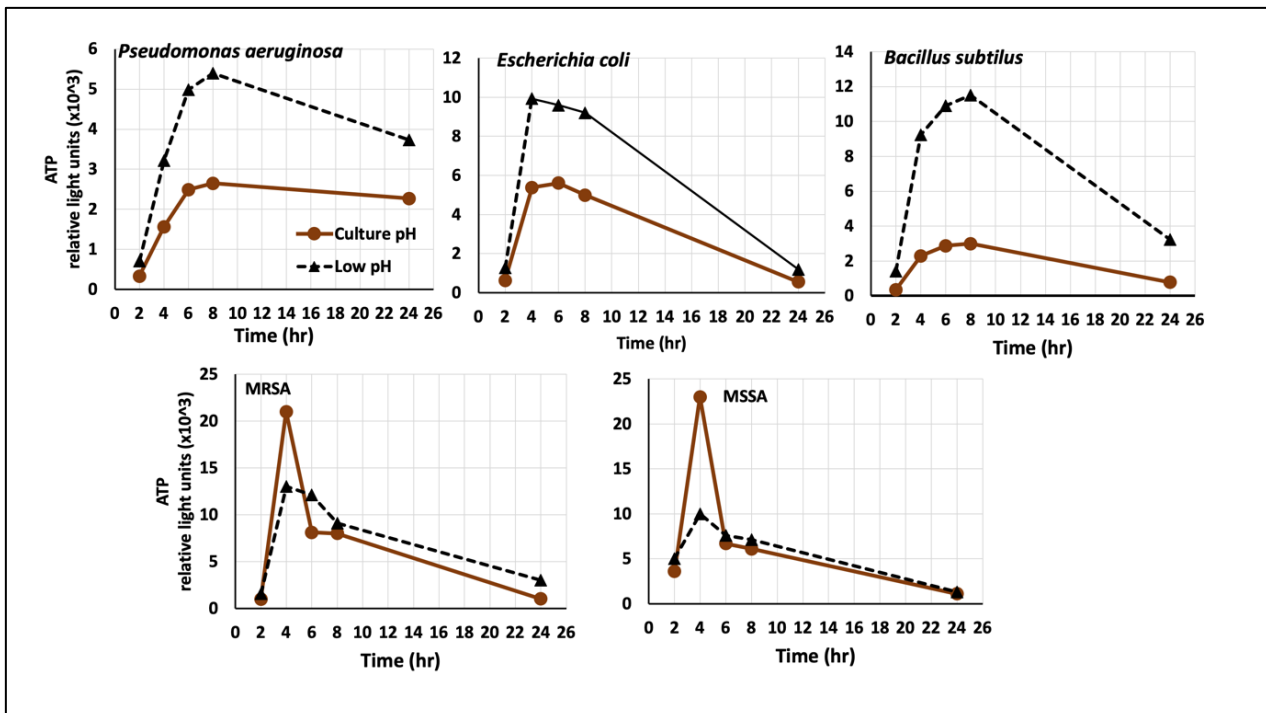 Pseudomonas aeruginosa
ATP
relative light units (x10^3)
6
5
4
3
2
1
0
Culture pH
Low pH
0 2 4 6 8 10 12 14 16 18 20 22 24 26
Time (hr)
Escherichia coli
12
10
8
6
4
2
0
0 2 4 6 8 10 12 14 16 18 20 22 24 26
Time (hr)
Bacillus subtilus
14
12
10
8
6
4
2
0
0 2 4 6 8 10 12 14 16 18 20 22 24 26
Time (hr)
MRSA
ATP
relative light units (x10^3)
25
20
15
10
5
0
0 2 4 6 8 10 12 14 16 18 20 22 24 26
Time (hr)
MSSA
25
20
15
10
5
0
0 2 4 6 8 10 12 14 16 18 20 22 24 26
Time (hr)